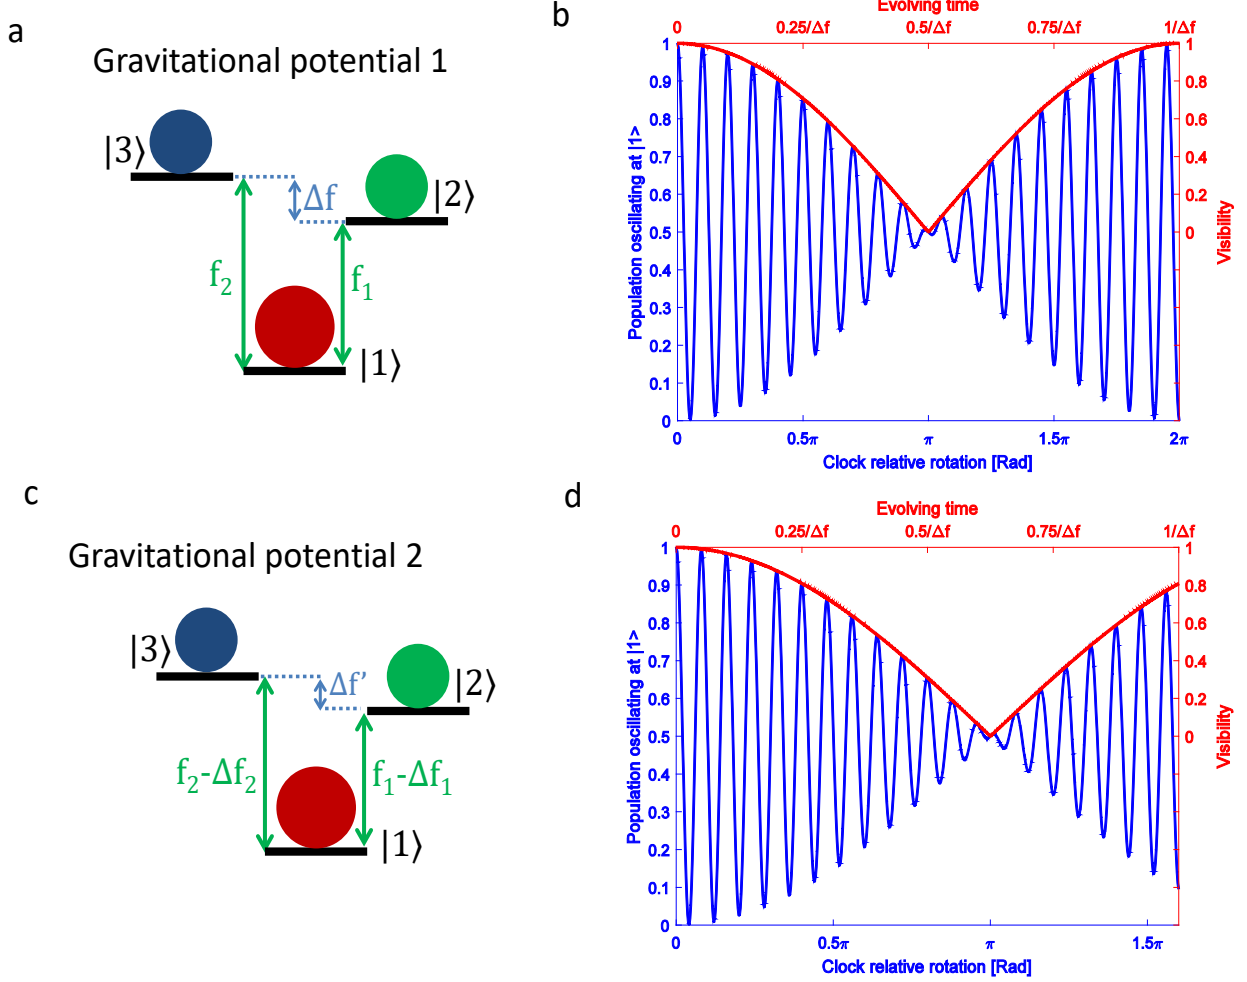 a
Gravitational potential 1
|3⟩
Δf
|2⟩
f₂
f₁
|1⟩
b
Evolving time
0 0.25/Δf 0.5/Δf 0.75/Δf 1/Δf
1 1
0.9
0.8 0.8
0.7
0.6 0.6
0.5
0.4 0.4
0.3
0.2 0.2
0.1
0 0
Population oscillating at |1>
Visibility
0 0.5π π 1.5π 2π
Clock relative rotation [Rad]
c
Gravitational potential 2
|3⟩
Δf’
|2⟩
f₂-Δf₂
f₁-Δf₁
|1⟩
d
Evolving time
0 0.25/Δf 0.5/Δf 0.75/Δf 1/Δf
1 1
0.9
0.8 0.8
0.7
0.6 0.6
0.5
0.4 0.4
0.3
0.2 0.2
0.1
0 0
Population oscillating at |1>
Visibility
0 0.5π π 1.5π
Clock relative rotation [Rad]